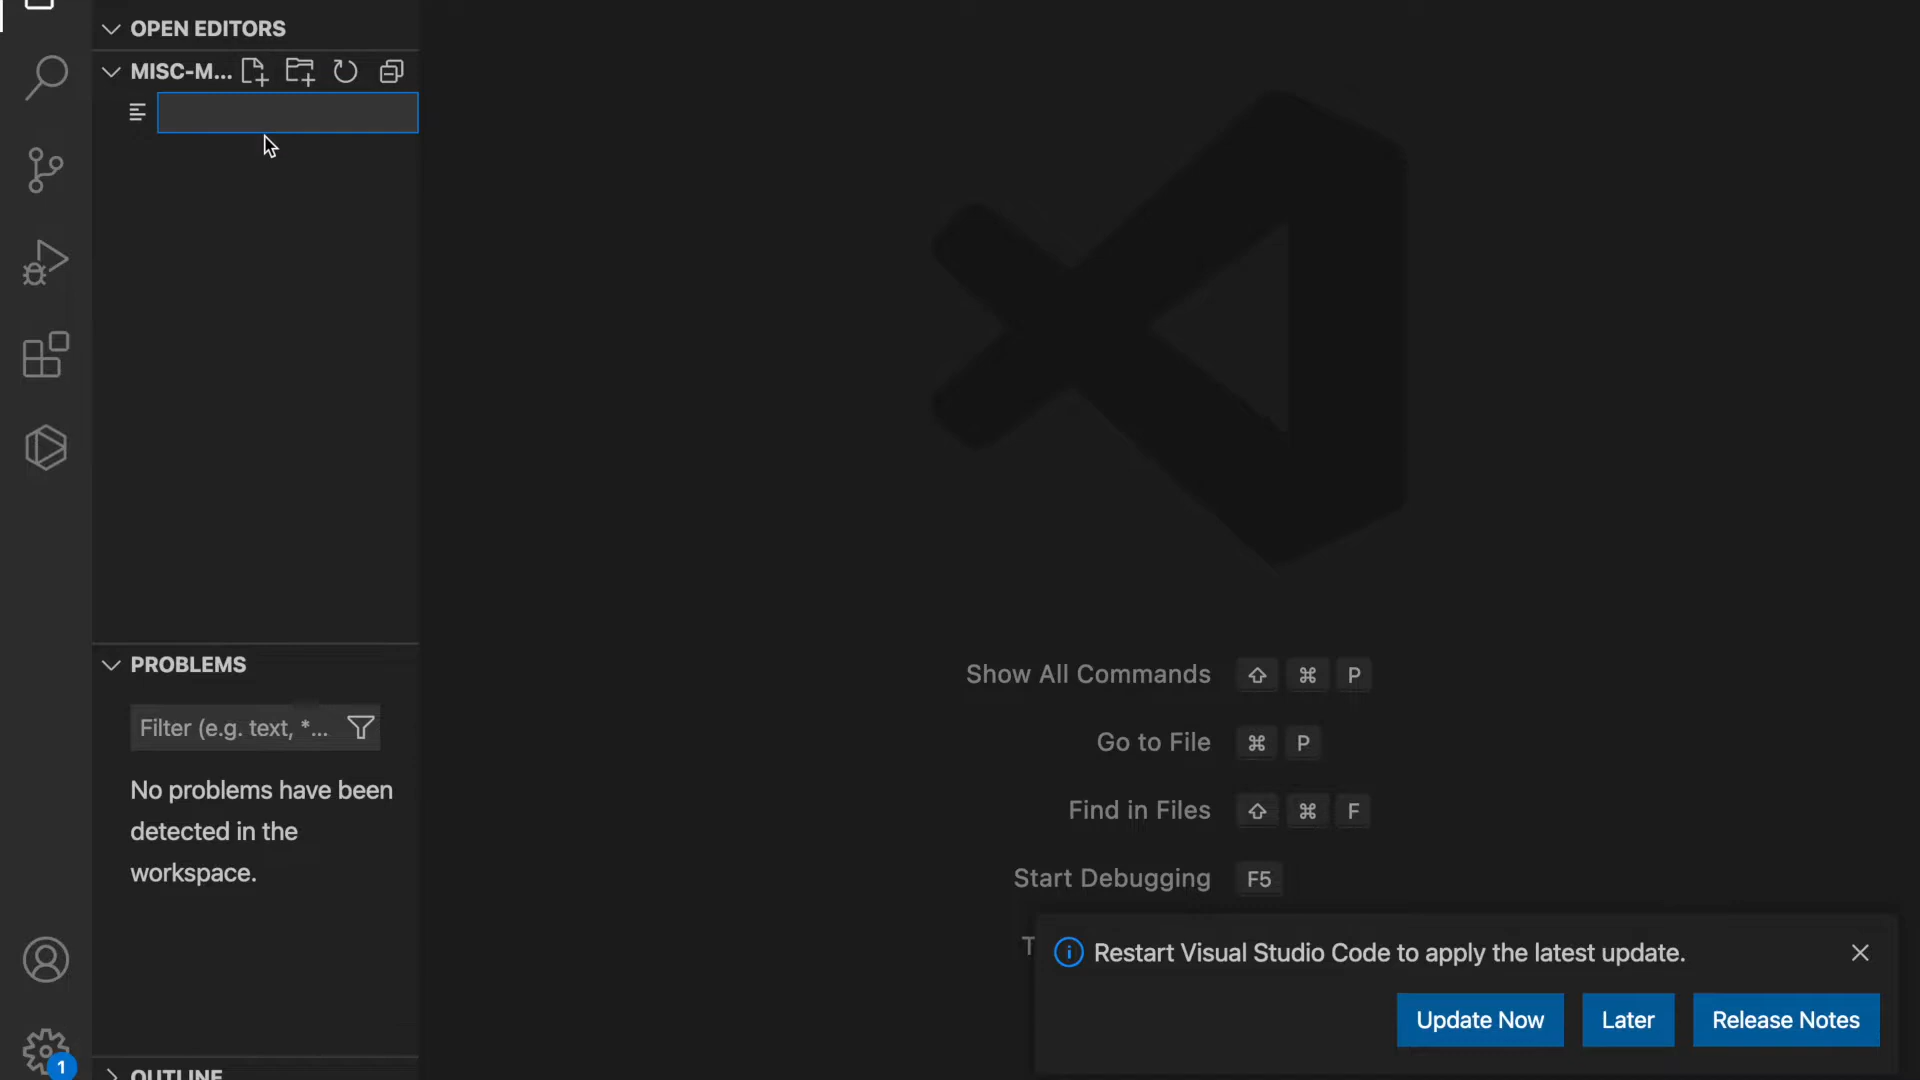 OPEN EDITORS
MISC-M...
PROBLEMS
Filter (e.g. text, *...
No problems have been
detected in the
workspace.
OUTLINE
1
Show All Commands ⇧ ⌘ P
Go to File ⌘ P
Find in Files ⇧ ⌘ F
Start Debugging F5
T
Restart Visual Studio Code to apply the latest update.
Update Now Later Release Notes